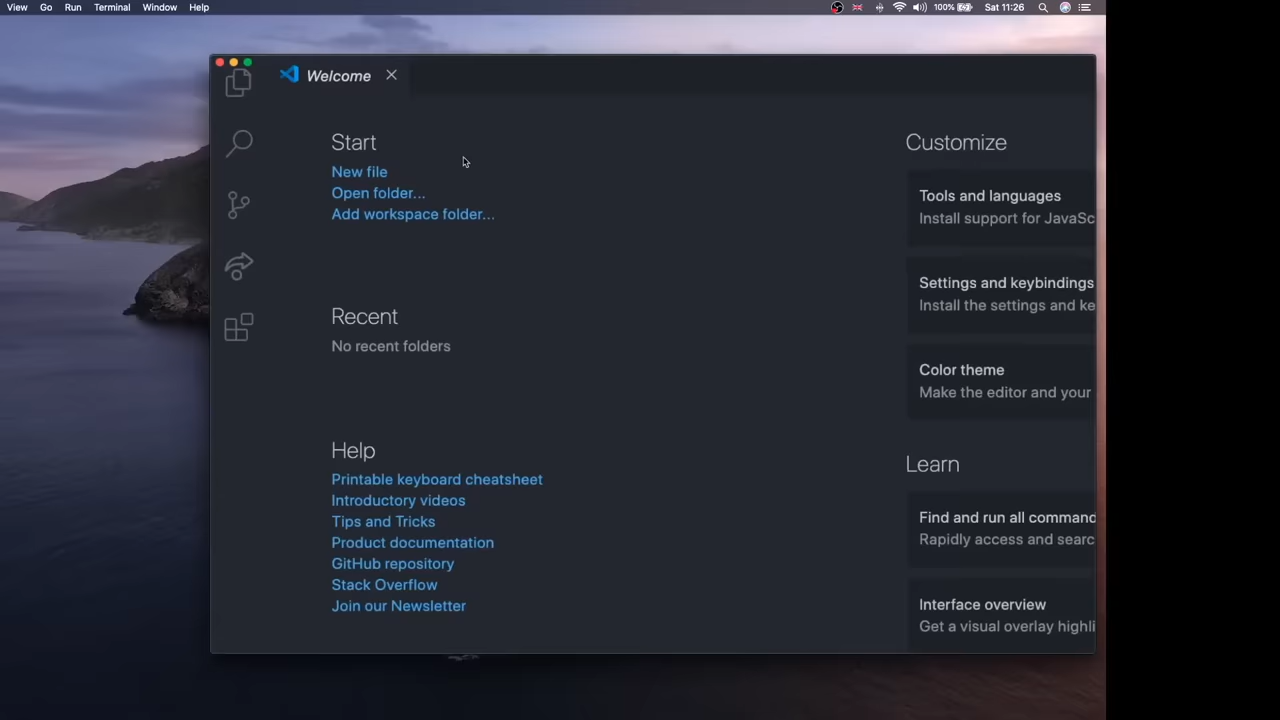 View Go Run Terminal Window Help 100% Sat 11:26
Welcome
Start
New file
Open folder...
Add workspace folder...
Recent
No recent folders
Help
Printable keyboard cheatsheet
Introductory videos
Tips and Tricks
Product documentation
GitHub repository
Stack Overflow
Join our Newsletter
Customize
Tools and languages
Install support for JavaSc
Settings and keybindings
Install the settings and ke
Color theme
Make the editor and your
Learn
Find and run all command
Rapidly access and searc
Interface overview
Get a visual overlay highli